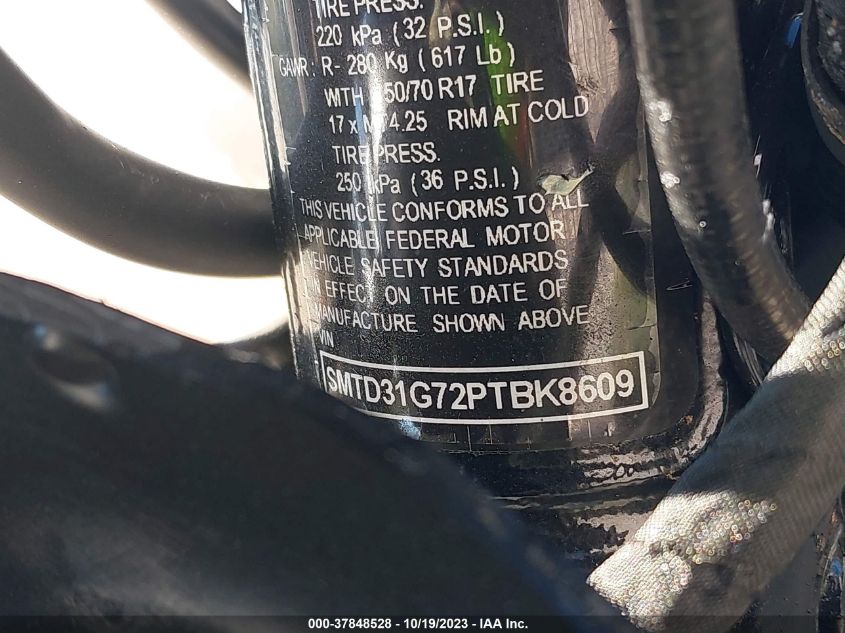 TIRE PRESS.
220 kPa (32 P.S.I.)
GAWR: R- 280 Kg (617 Lb)
WITH 50/70 R17 TIRE
17 x MT4.25 RIM AT COLD
TIRE PRESS.
250 kPa (36 P.S.I.)
THIS VEHICLE CONFORMS TO ALL
APPLICABLE FEDERAL MOTOR
VEHICLE SAFETY STANDARDS
IN EFFECT ON THE DATE OF
MANUFACTURE SHOWN ABOVE
VIN
SMTD31G72PTBK8609
000-37848528 - 10/19/2023 - IAA Inc.